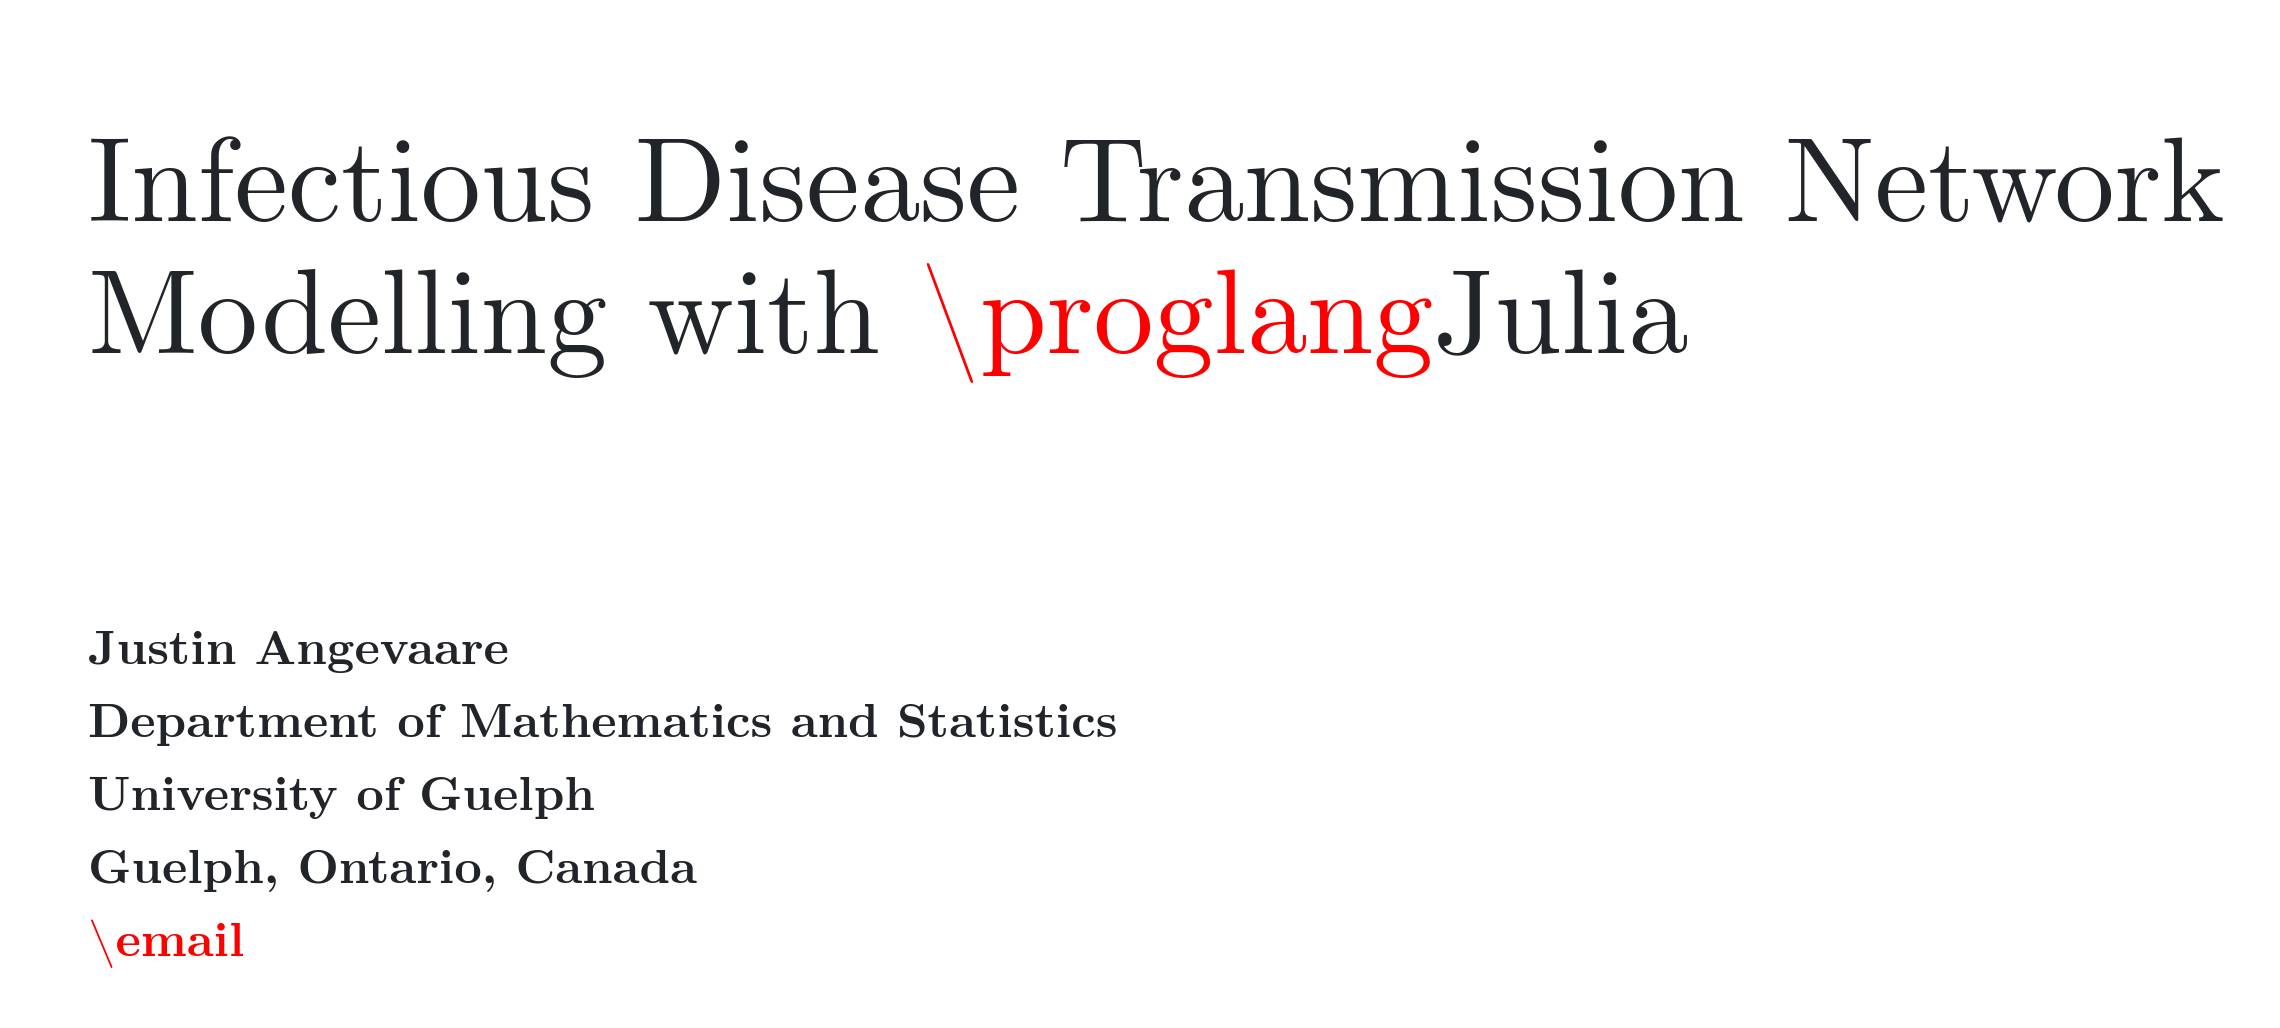 Infectious Disease Transmission Network
Modelling with \proglangJulia
Justin Angevaare
Department of Mathematics and Statistics
University of Guelph
Guelph, Ontario, Canada
\email